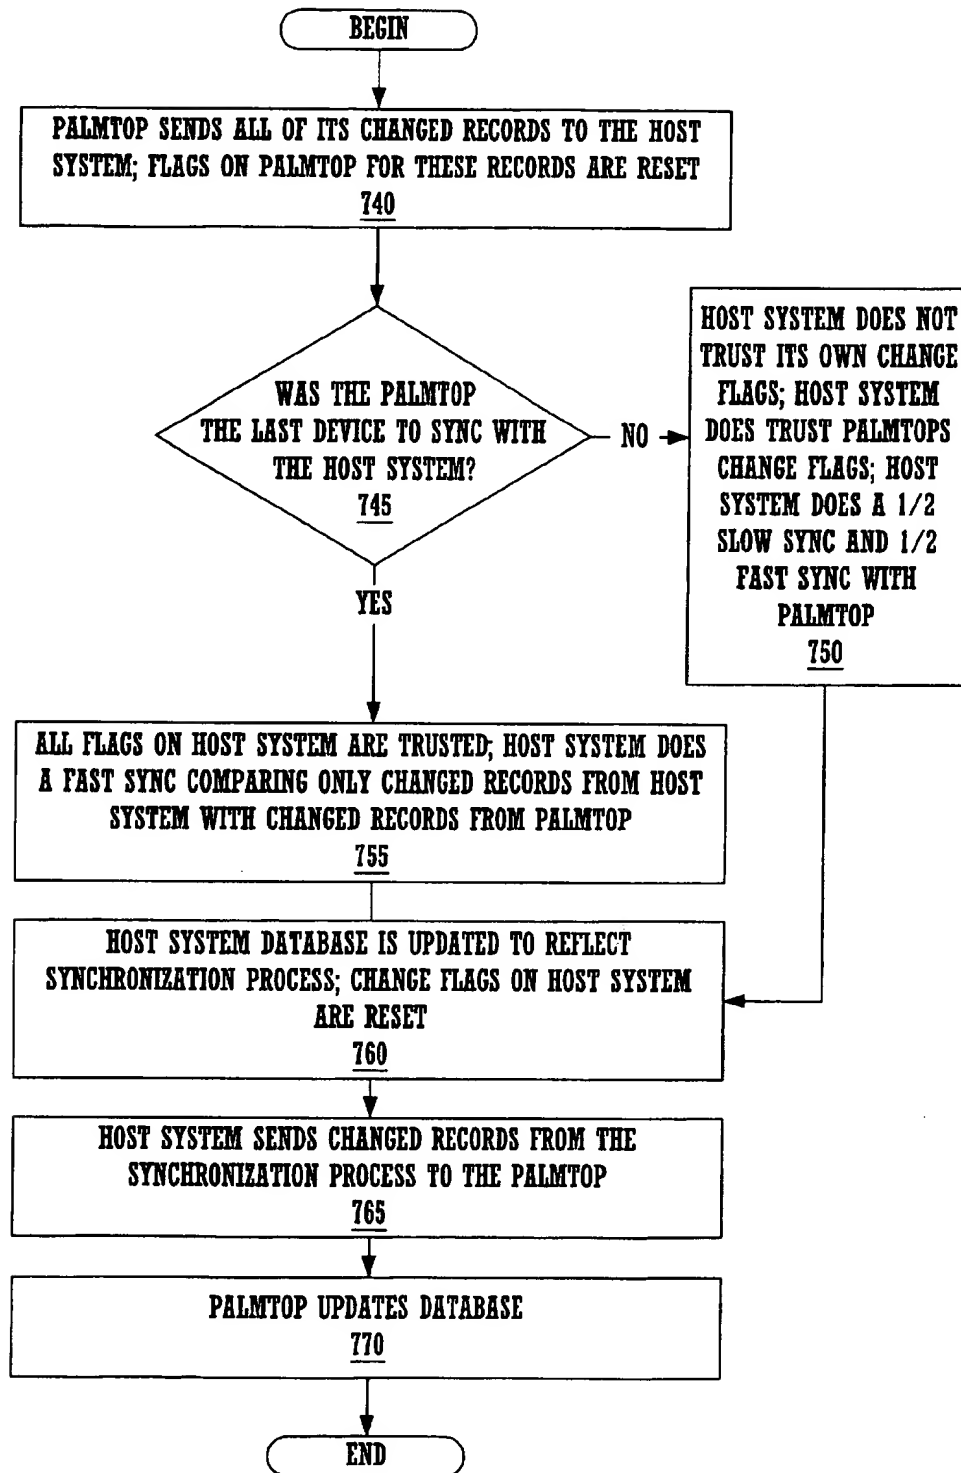 BEGIN
PALMTOP SENDS ALL OF ITS CHANGED RECORDS TO THE HOST
SYSTEM; FLAGS ON PALMTOP FOR THESE RECORDS ARE RESET
740
WAS THE PALMTOP
THE LAST DEVICE TO SYNC WITH
THE HOST SYSTEM?
745
NO
HOST SYSTEM DOES NOT
TRUST ITS OWN CHANGE
FLAGS; HOST SYSTEM
DOES TRUST PALMTOPS
CHANGE FLAGS; HOST
SYSTEM DOES A 1/2
SLOW SYNC AND 1/2
FAST SYNC WITH
PALMTOP
750
YES
ALL FLAGS ON HOST SYSTEM ARE TRUSTED; HOST SYSTEM DOES
A FAST SYNC COMPARING ONLY CHANGED RECORDS FROM HOST
SYSTEM WITH CHANGED RECORDS FROM PALMTOP
755
HOST SYSTEM DATABASE IS UPDATED TO REFLECT
SYNCHRONIZATION PROCESS; CHANGE FLAGS ON HOST SYSTEM
ARE RESET
760
HOST SYSTEM SENDS CHANGED RECORDS FROM THE
SYNCHRONIZATION PROCESS TO THE PALMTOP
765
PALMTOP UPDATES DATABASE
770
END